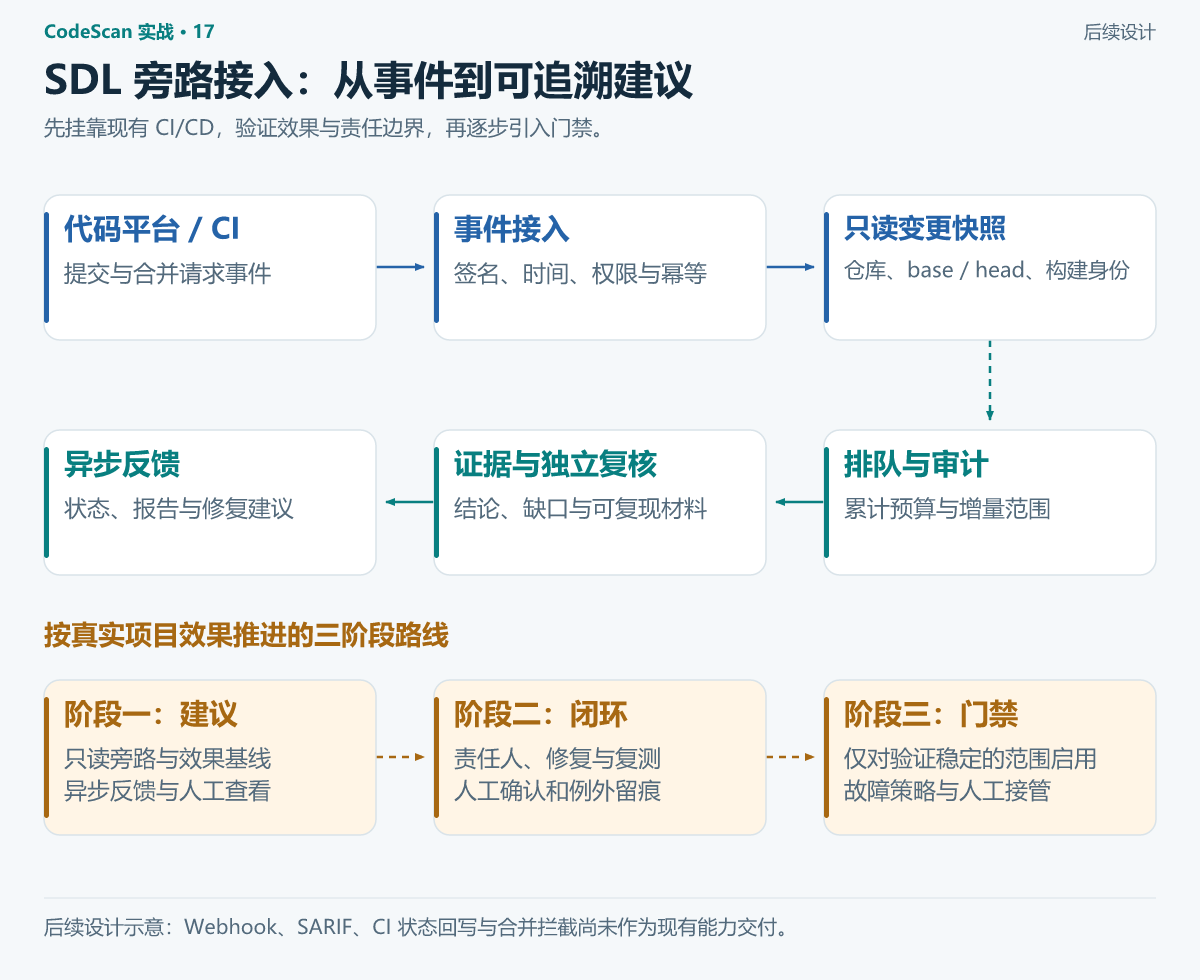 CodeScan 实战 • 17
后续设计
SDL 旁路接入：从事件到可追溯建议
先挂靠现有 CI/CD，验证效果与责任边界，再逐步引入门禁。
代码平台 / CI
提交与合并请求事件
事件接入
签名、时间、权限与幂等
只读变更快照
仓库、base / head、构建身份
异步反馈
状态、报告与修复建议
证据与独立复核
结论、缺口与可复现材料
排队与审计
累计预算与增量范围
按真实项目效果推进的三阶段路线
阶段一：建议
只读旁路与效果基线
异步反馈与人工查看
阶段二：闭环
责任人、修复与复测
人工确认和例外留痕
阶段三：门禁
仅对验证稳定的范围启用
故障策略与人工接管
后续设计示意：Webhook、SARIF、CI 状态回写与合并拦截尚未作为现有能力交付。